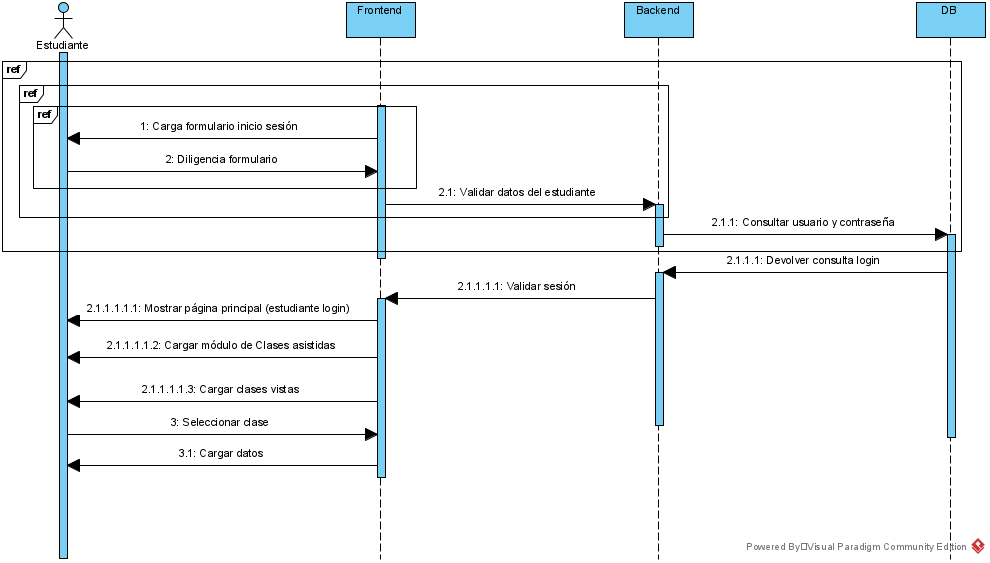 Estudiante
Frontend
Backend
DB
ref
ref
ref
1: Carga formulario inicio sesión
2: Diligencia formulario
2.1: Validar datos del estudiante
2.1.1: Consultar usuario y contraseña
2.1.1.1: Devolver consulta login
2.1.1.1.1: Validar sesión
2.1.1.1.1.1: Mostrar página principal (estudiante login)
2.1.1.1.1.2: Cargar módulo de Clases asistidas
2.1.1.1.1.3: Cargar clases vistas
3: Seleccionar clase
3.1: Cargar datos
Powered By Visual Paradigm Community Edition